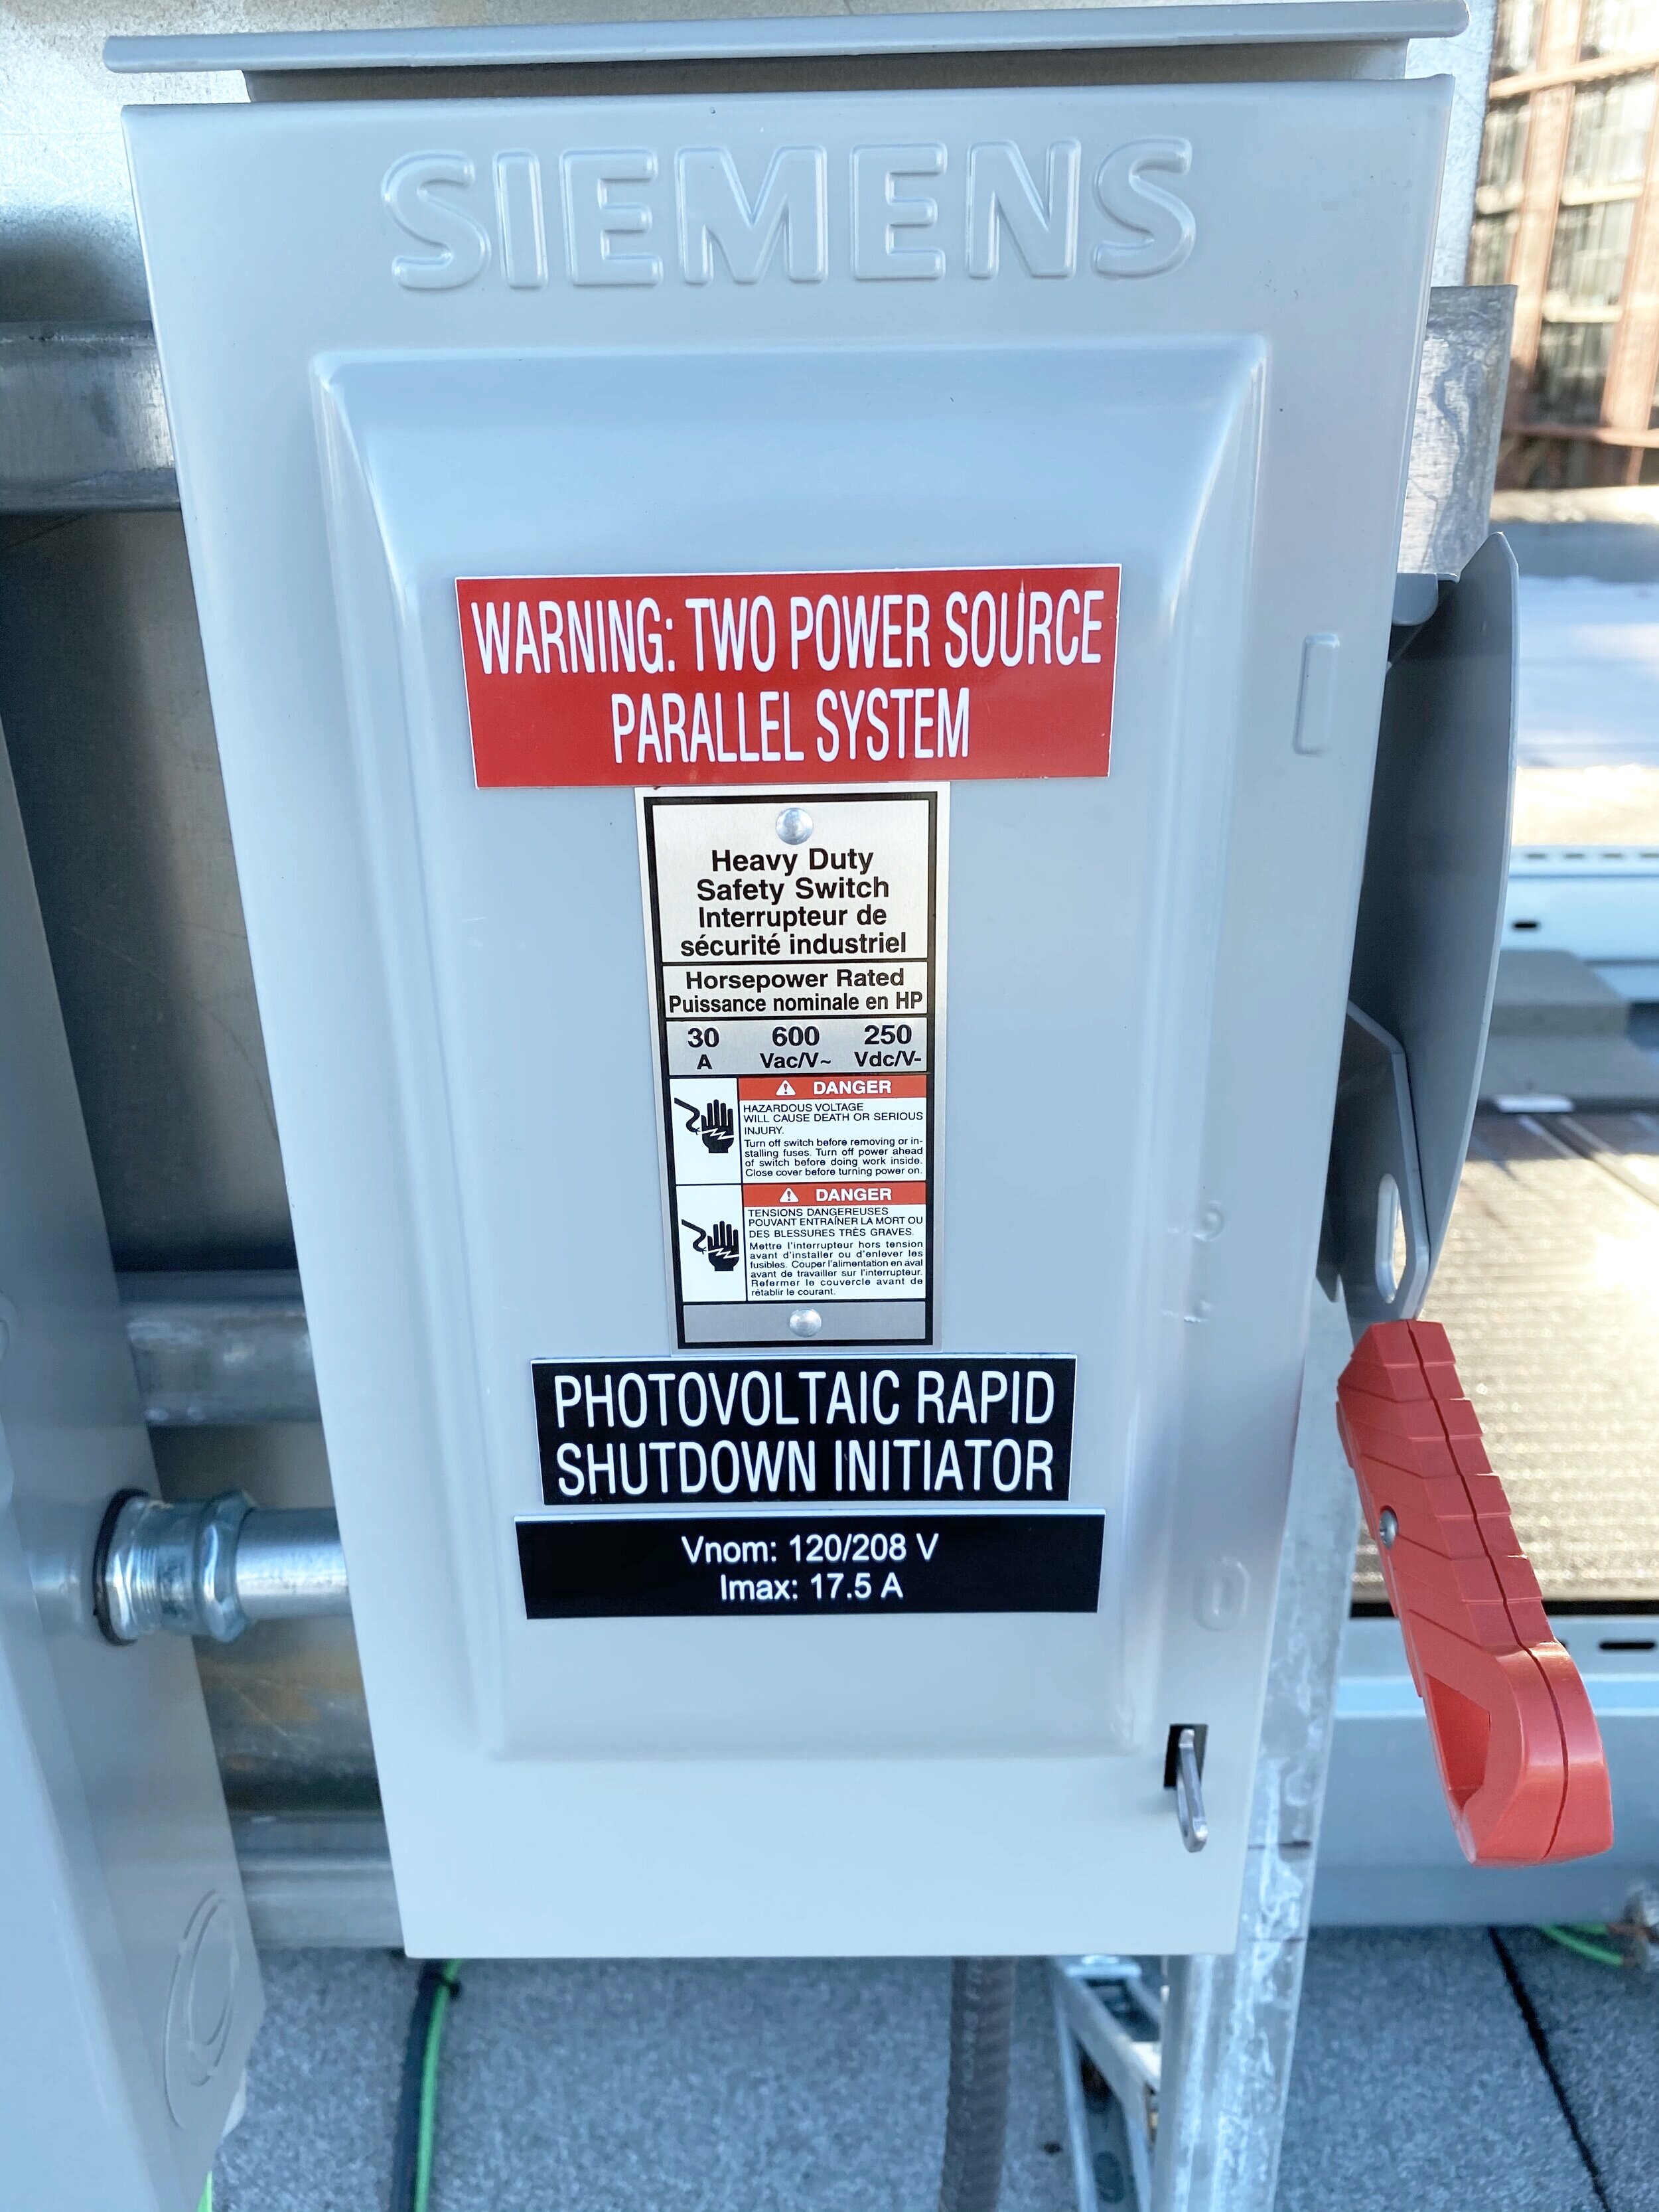 SIEMENS
WARNING: TWO POWER SOURCE
PARALLEL SYSTEM
Heavy Duty
Safety Switch
Interrupteur de
sécurité industriel
Horsepower Rated
Puissance nominale en HP
30 600 250
A Vac/V~ Vdc/V-
DANGER
HAZARDOUS VOLTAGE
WILL CAUSE DEATH OR SERIOUS
INJURY.
Turn off switch before removing or in-
stalling fuses. Turn off power ahead
of switch before doing work inside.
Close cover before turning power on.
DANGER
TENSIONS DANGEREUSES
POUVANT ENTRAÎNER LA MORT OU
DES BLESSURES TRÈS GRAVES.
Mettre l'interrupteur hors tension
avant d'installer ou d'enlever les
fusibles. Couper l'alimentation en aval
avant de travailler sur l'interrupteur.
Refermer le couvercle avant de
rétablir le courant.
PHOTOVOLTAIC RAPID
SHUTDOWN INITIATOR
Vnom: 120/208 V
Imax: 17.5 A
I
O